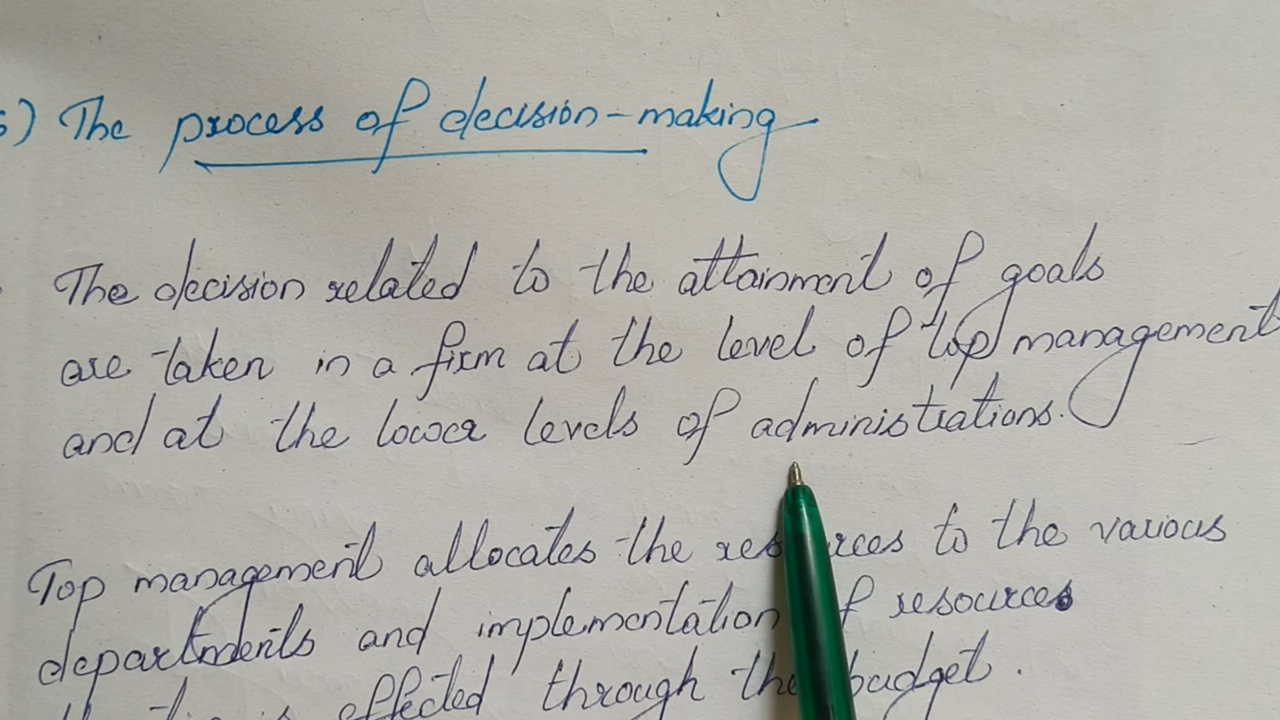 ) The process of decision-making
The decision related to the attainment of goals
are taken in a firm at the level of top management
and at the lower levels of administrations.
Top management allocates the to the various
departments and implementation of resources
effected through the budget.